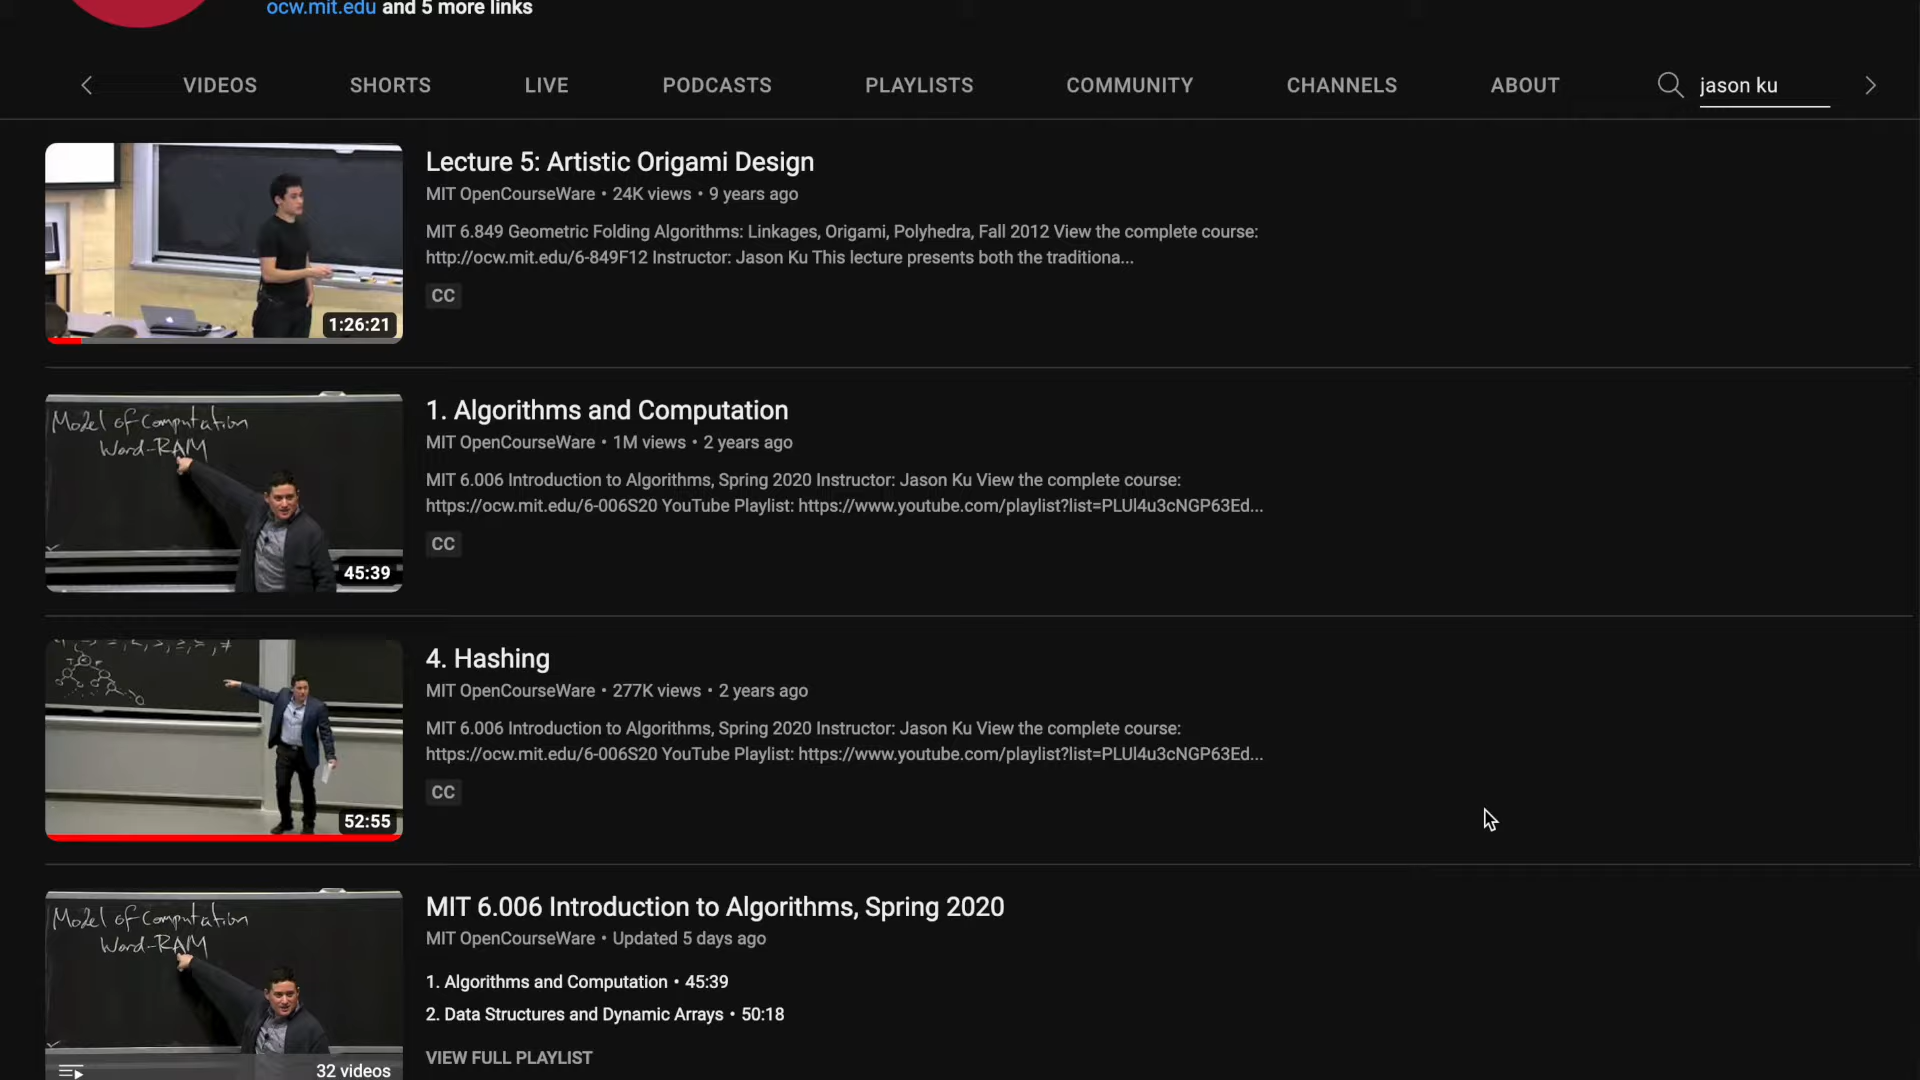 ocw.mit.edu and 5 more links
VIDEOS SHORTS LIVE PODCASTS PLAYLISTS COMMUNITY CHANNELS ABOUT jason ku
Lecture 5: Artistic Origami Design
MIT OpenCourseWare • 24K views • 9 years ago
MIT 6.849 Geometric Folding Algorithms: Linkages, Origami, Polyhedra, Fall 2012 View the complete course:
http://ocw.mit.edu/6-849F12 Instructor: Jason Ku This lecture presents both the traditiona...
CC
1:26:21
Model of Computation
Word-RAM
45:39
1. Algorithms and Computation
MIT OpenCourseWare • 1M views • 2 years ago
MIT 6.006 Introduction to Algorithms, Spring 2020 Instructor: Jason Ku View the complete course:
https://ocw.mit.edu/6-006S20 YouTube Playlist: https://www.youtube.com/playlist?list=PLUl4u3cNGP63Ed...
CC
52:55
4. Hashing
MIT OpenCourseWare • 277K views • 2 years ago
MIT 6.006 Introduction to Algorithms, Spring 2020 Instructor: Jason Ku View the complete course:
https://ocw.mit.edu/6-006S20 YouTube Playlist: https://www.youtube.com/playlist?list=PLUl4u3cNGP63Ed...
CC
Model of Computation
Word-RAM
32 videos
MIT 6.006 Introduction to Algorithms, Spring 2020
MIT OpenCourseWare • Updated 5 days ago
1. Algorithms and Computation • 45:39
2. Data Structures and Dynamic Arrays • 50:18
VIEW FULL PLAYLIST